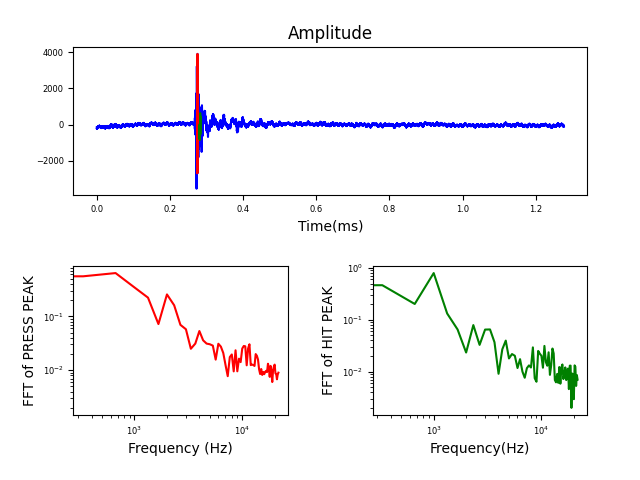 Amplitude
4000
2000
0
−2000
0.0 0.2 0.4 0.6 0.8 1.0 1.2
Time(ms)
FFT of PRESS PEAK
10⁻¹
10⁻²
10³ 10⁴
Frequency (Hz)
FFT of HIT PEAK
10⁰
10⁻¹
10⁻²
10³ 10⁴
Frequency(Hz)